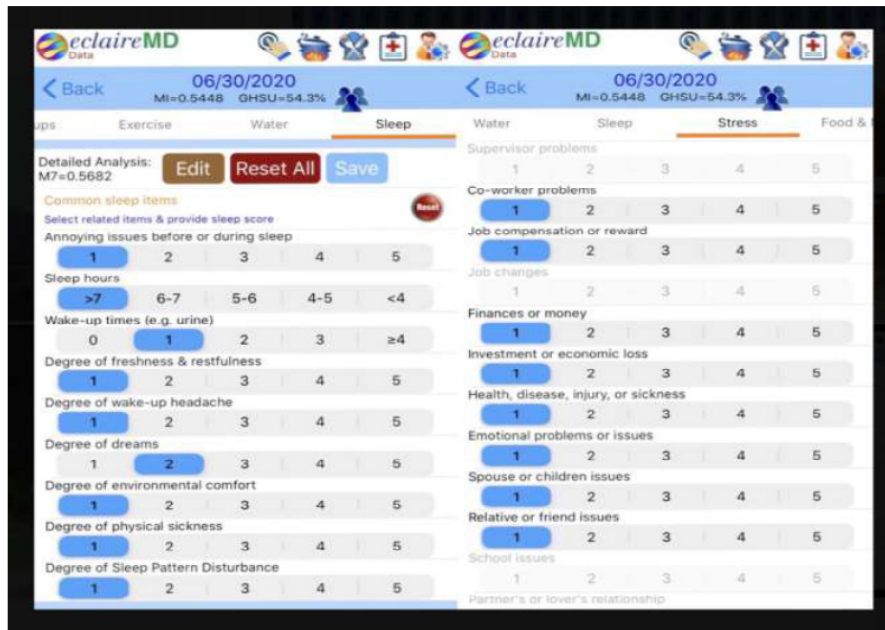 eclaireMD
Data
Back
06/30/2020
MI=0.5448 GHSU=54.3%
ups Exercise Water Sleep
Detailed Analysis:
M7=0.5682
Edit Reset All Save
Common sleep items
Reset
Select related items & provide sleep score
Annoying issues before or during sleep
1 2 3 4 5
Sleep hours
>7 6-7 5-6 4-5 <4
Wake-up times (e.g. urine)
0 1 2 3 ≥4
Degree of freshness & restfulness
1 2 3 4 5
Degree of wake-up headache
1 2 3 4 5
Degree of dreams
1 2 3 4 5
Degree of environmental comfort
1 2 3 4 5
Degree of physical sickness
1 2 3 4 5
Degree of Sleep Pattern Disturbance
1 2 3 4 5
eclaireMD
Data
Back
06/30/2020
MI=0.5448 GHSU=54.3%
Water Sleep Stress Food &
Supervisor problems
1 2 3 4 5
Co-worker problems
1 2 3 4 5
Job compensation or reward
1 2 3 4 5
Job changes
1 2 3 4 5
Finances or money
1 2 3 4 5
Investment or economic loss
1 2 3 4 5
Health, disease, injury, or sickness
1 2 3 4 5
Emotional problems or issues
1 2 3 4 5
Spouse or children issues
1 2 3 4 5
Relative or friend issues
1 2 3 4 5
School issues
1 2 3 4 5
Partner's or lover's relationship